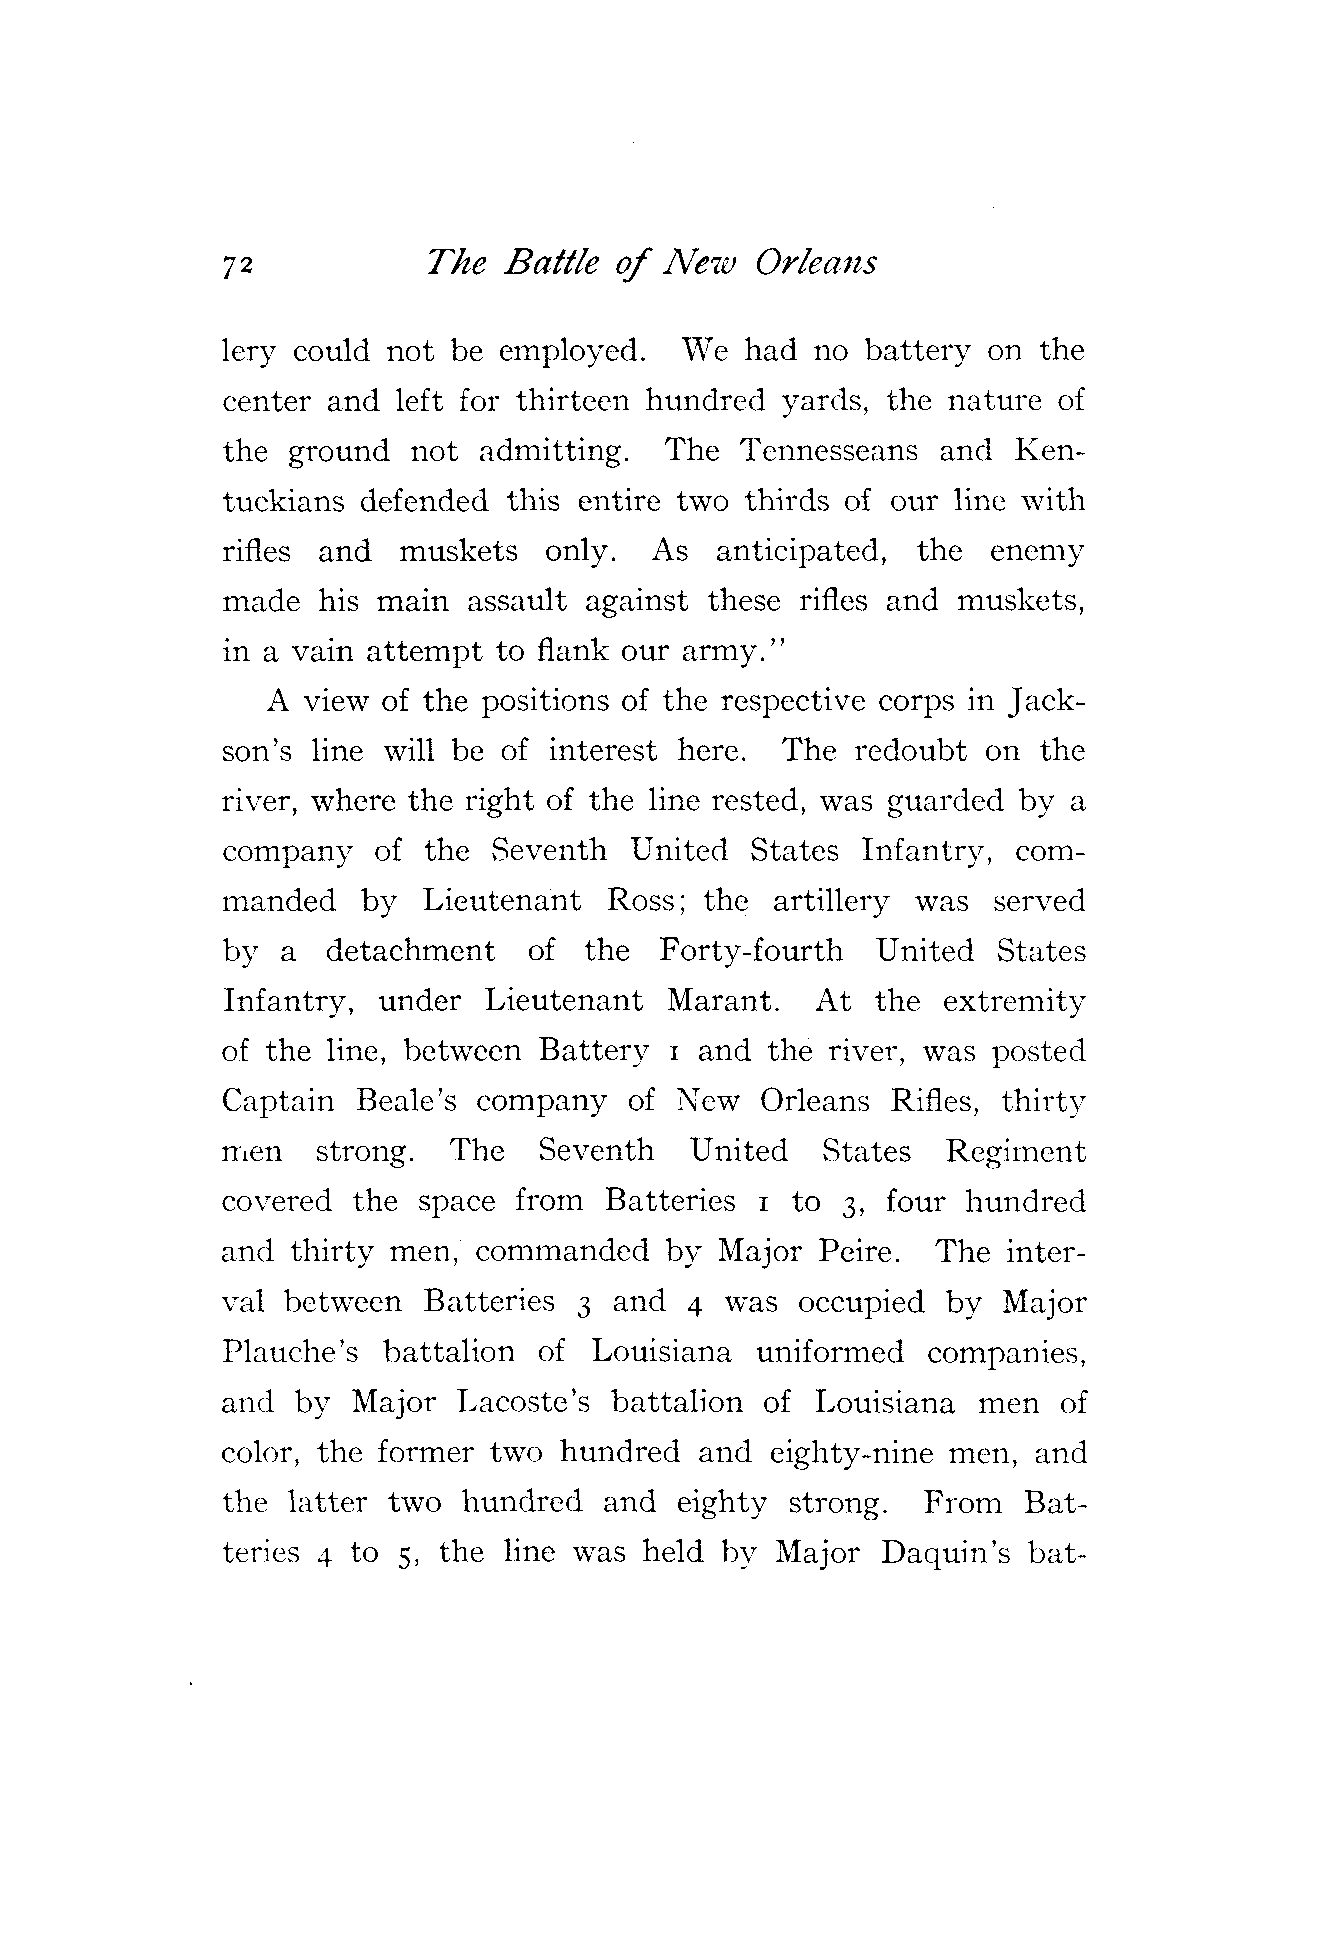 72 The Battle of New Orleans
lery could not be employed. We had no battery on the
center and left for thirteen hundred yards, the nature of
the ground not admitting. The Tennesseans and Ken-
tuckians defended this entire two thirds of our line with
rifles and muskets only. As anticipated, the enemy
made his main assault against these rifles and muskets,
in a vain attempt to flank our army.”
A view of the positions of the respective corps in Jack-
son's line will be of interest here. The redoubt on the
river, where the right of the line rested, was guarded by a
company of the Seventh United States Infantry, com-
manded by Lieutenant Ross; the artillery was served
by a detachment of the Forty-fourth United States
Infantry, under Lieutenant Marant. At the extremity
of the line, between Battery 1 and the river, was posted
Captain Beale's company of New Orleans Rifles, thirty
men strong. The Seventh United States Regiment
covered the space from Batteries 1 to 3, four hundred
and thirty men, commanded by Major Peire. The inter-
val between Batteries 3 and 4 was occupied by Major
Plauche's battalion of Louisiana uniformed companies,
and by Major Lacoste's battalion of Louisiana men of
color, the former two hundred and eighty-nine men, and
the latter two hundred and eighty strong. From Bat-
teries 4 to 5, the line was held by Major Daquin's bat-